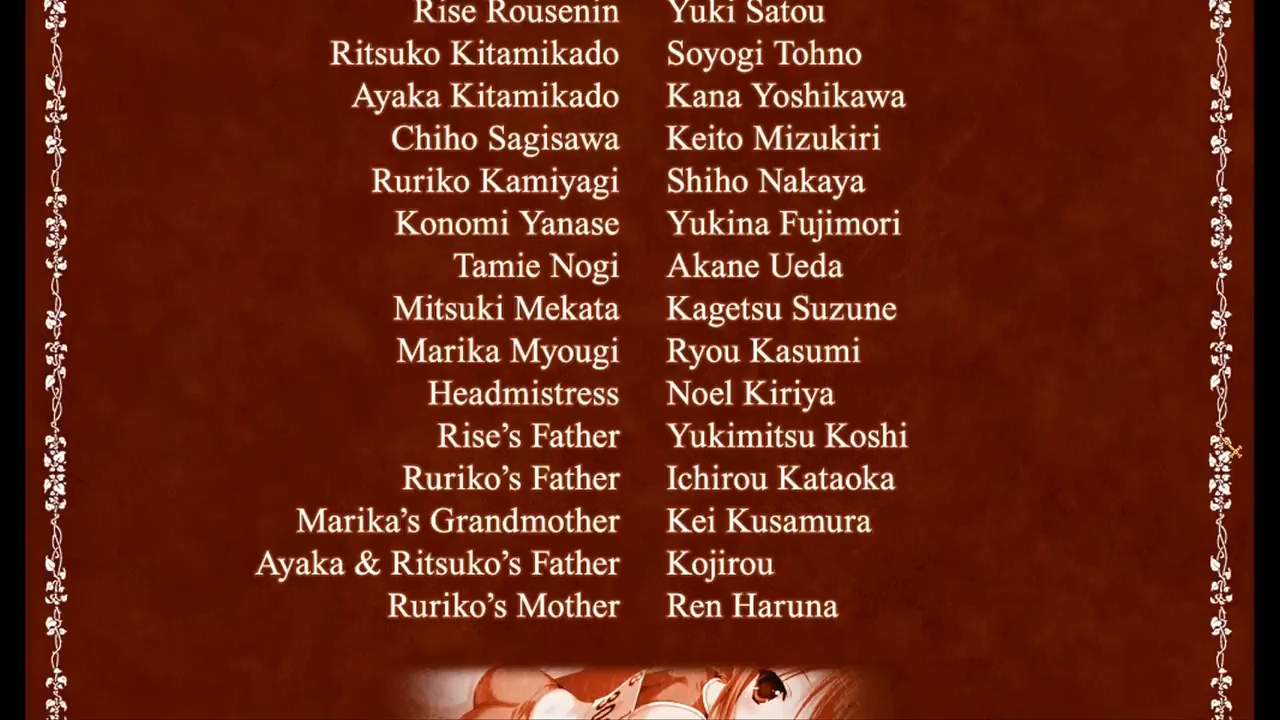 Rise Rousenin Yuki Satou
Ritsuko Kitamikado Soyogi Tohno
Ayaka Kitamikado Kana Yoshikawa
Chiho Sagisawa Keito Mizukiri
Ruriko Kamiyagi Shiho Nakaya
Konomi Yanase Yukina Fujimori
Tamie Nogi Akane Ueda
Mitsuki Mekata Kagetsu Suzune
Marika Myougi Ryou Kasumi
Headmistress Noel Kiriya
Rise’s Father Yukimitsu Koshi
Ruriko’s Father Ichirou Kataoka
Marika’s Grandmother Kei Kusamura
Ayaka & Ritsuko’s Father Kojirou
Ruriko’s Mother Ren Haruna